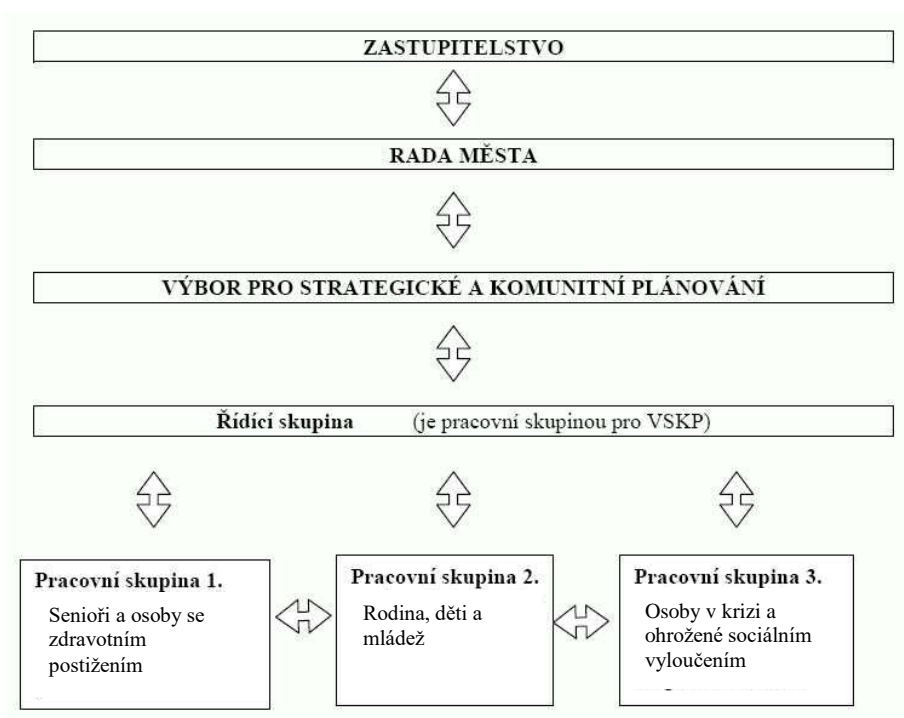 ZASTUPITELSTVO
RADA MĚSTA
VÝBOR PRO STRATEGICKÉ A KOMUNITNÍ PLÁNOVÁNÍ
Řídící skupina (je pracovní skupinou pro VSKP)
Pracovní skupina 1.
Senioři a osoby se
zdravotním
postižením
Pracovní skupina 2.
Rodina, děti a
mládež
Pracovní skupina 3.
Osoby v krizi a
ohrožené sociálním
vyloučením